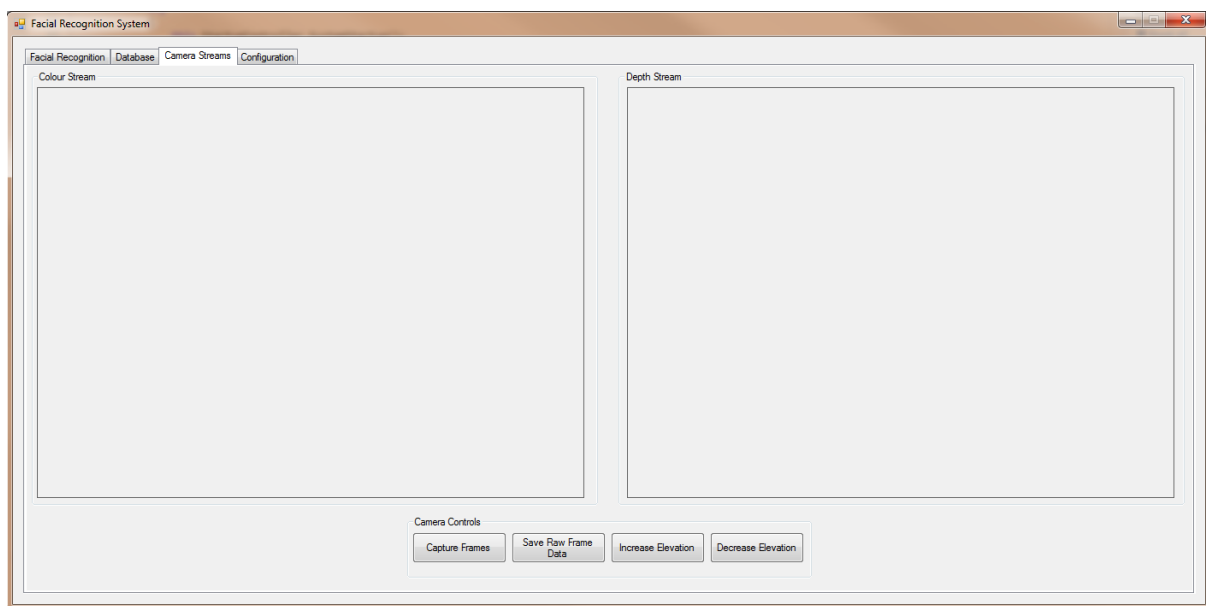 Facial Recognition System
Facial Recognition Database Camera Streams Configuration
Colour Stream
Depth Stream
Camera Controls
Capture Frames
Save Raw Frame
Data
Increase Elevation
Decrease Elevation